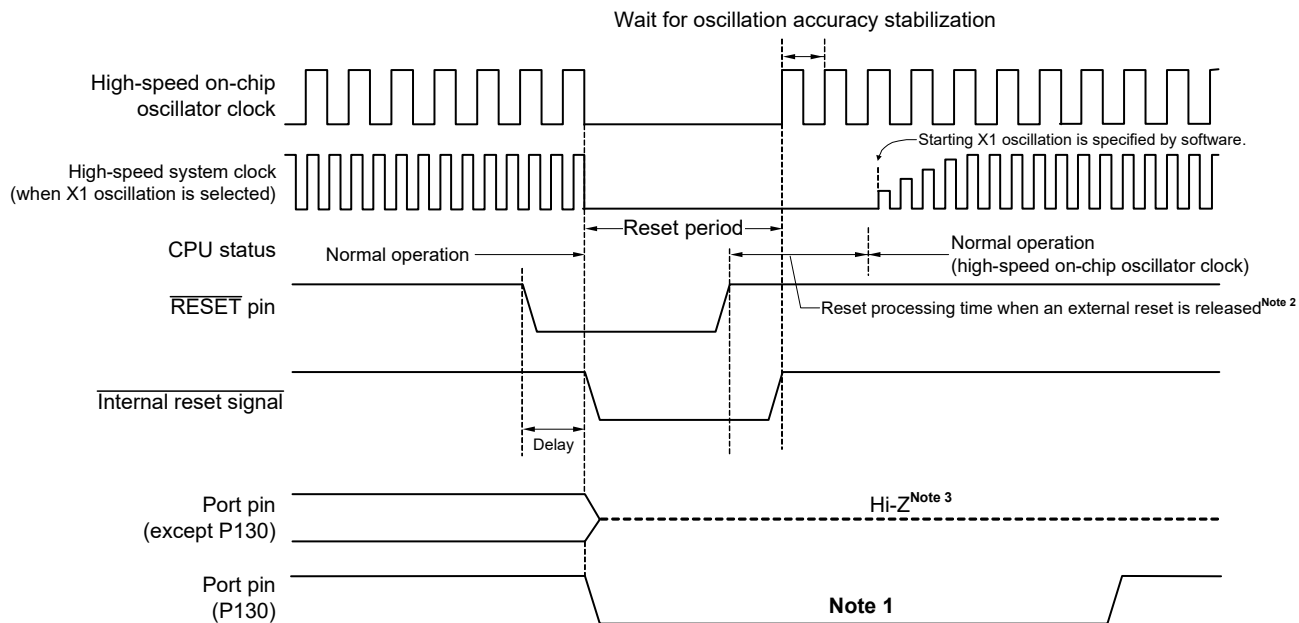 Wait for oscillation accuracy stabilization
High-speed on-chip
oscillator clock
Starting X1 oscillation is specified by software.
High-speed system clock
(when X1 oscillation is selected)
Reset period
CPU status
Normal operation
Normal operation
(high-speed on-chip oscillator clock)
RESET pin
Reset processing time when an external reset is released Note 2
Internal reset signal
Delay
Port pin
(except P130)
Hi-Z Note 3
Port pin
(P130)
Note 1